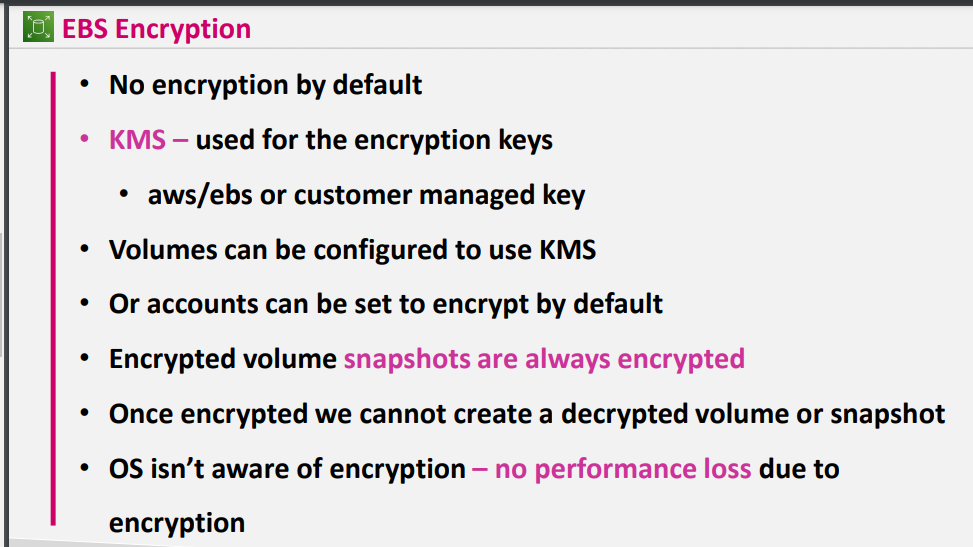 EBS Encryption
• No encryption by default
• KMS – used for the encryption keys
• aws/ebs or customer managed key
• Volumes can be configured to use KMS
• Or accounts can be set to encrypt by default
• Encrypted volume snapshots are always encrypted
• Once encrypted we cannot create a decrypted volume or snapshot
• OS isn’t aware of encryption – no performance loss due to
encryption